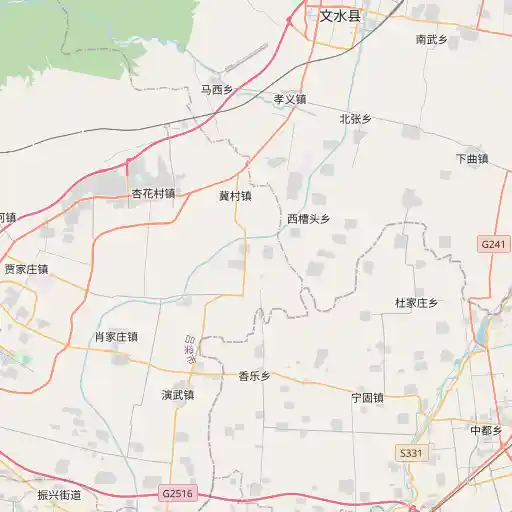 文水县
南武乡
马西乡
孝义镇
北张乡
下曲镇
杏花村镇
冀村镇
西槽头乡
河镇
G241
贾家庄镇
杜家庄乡
肖家庄镇
吕梁市
香乐乡
演武镇
宁固镇
中都乡
S331
振兴街道
G2516